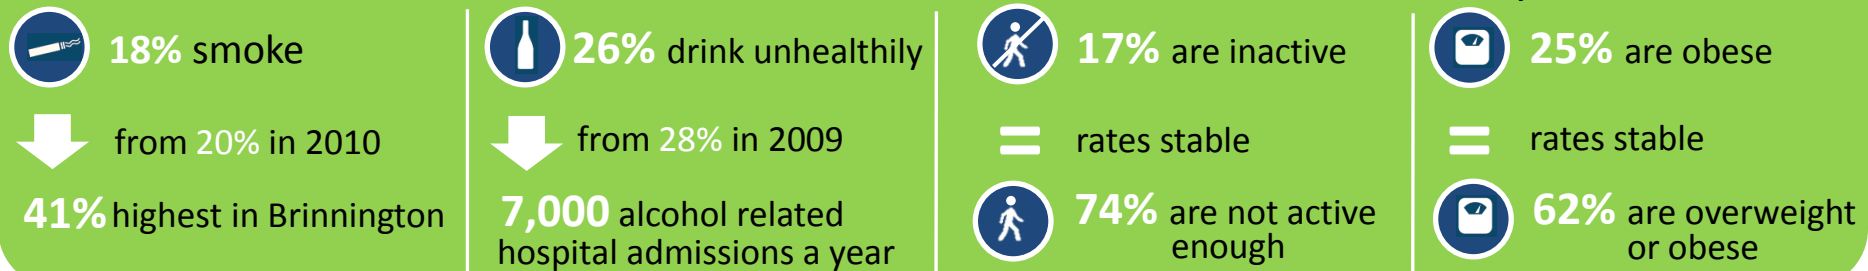 18% smoke
from 20% in 2010
41% highest in Brinnington
26% drink unhealthily
from 28% in 2009
7,000 alcohol related
hospital admissions a year
17% are inactive
rates stable
74% are not active
enough
25% are obese
rates stable
62% are overweight
or obese